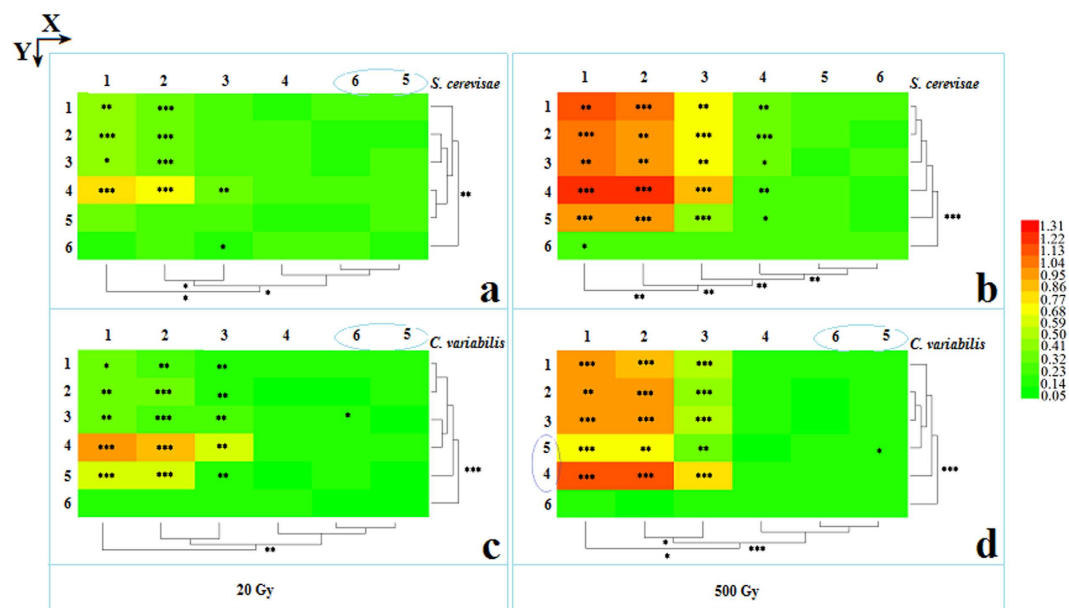 X
Y
1 2 3 4 6 5 S. cerevisae
1 ** ***
2 *** ***
3 * *** **
4 *** *** **
5
6 *
* * *
a
1 2 3 4 5 6 S. cerevisae
1 ** *** ** **
2 *** ** ** ***
3 ** ** ** *
4 *** *** *** **
5 *** *** *** * ***
6 *
** ** ** **
b
1.31
1.22
1.13
1.04
0.95
0.86
0.77
0.68
0.59
0.50
0.41
0.32
0.23
0.14
0.05
1 2 3 4 6 5 C. variabilis
1 * ** **
2 ** *** **
3 ** *** ** *
4 *** *** **
5 *** *** ** ***
6
**
c
1 2 3 4 6 5 C. variabilis
1 *** *** ***
2 ** *** ***
3 *** *** ***
5 *** ** ** *
4 *** *** *** ***
6
* * ***
d
20 Gy
500 Gy